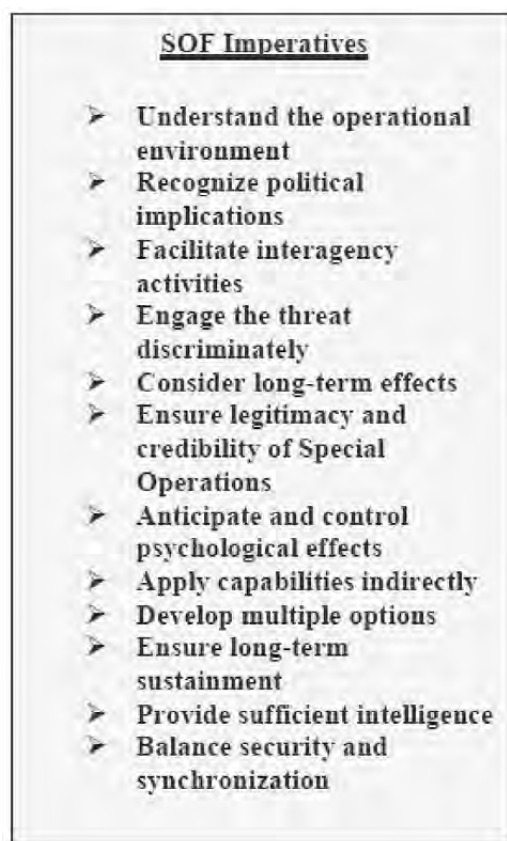 SOF Imperatives
➢ Understand the operational
environment
➢ Recognize political
implications
➢ Facilitate interagency
activities
➢ Engage the threat
discriminately
➢ Consider long-term effects
➢ Ensure legitimacy and
credibility of Special
Operations
➢ Anticipate and control
psychological effects
➢ Apply capabilities indirectly
➢ Develop multiple options
➢ Ensure long-term
sustainment
➢ Provide sufficient intelligence
➢ Balance security and
synchronization